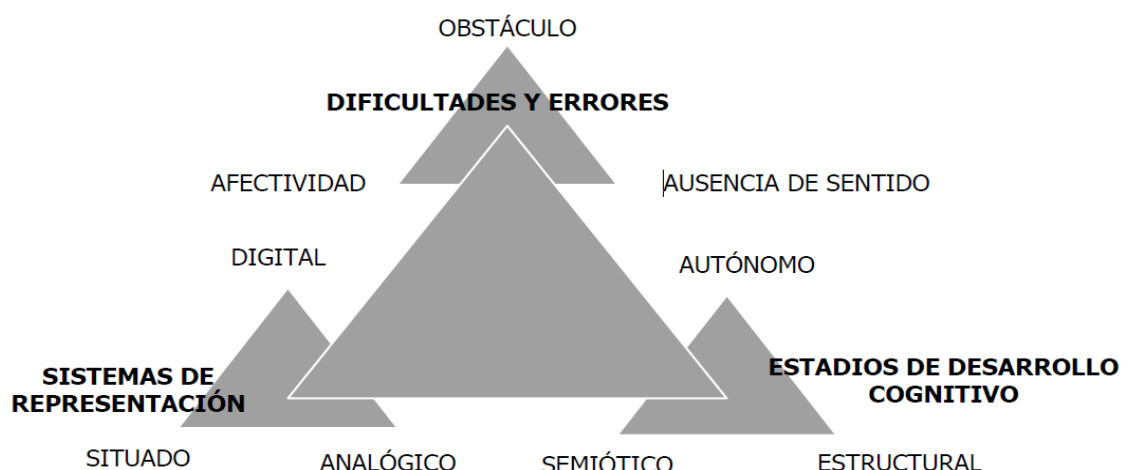 OBSTÁCULO
DIFICULTADES Y ERRORES
AFECTIVIDAD
AUSENCIA DE SENTIDO
DIGITAL
AUTÓNOMO
SISTEMAS DE
REPRESENTACIÓN
ESTADIOS DE DESARROLLO
COGNITIVO
SITUADO
ANALÓGICO
SEMIÓTICO
ESTRUCTURAL